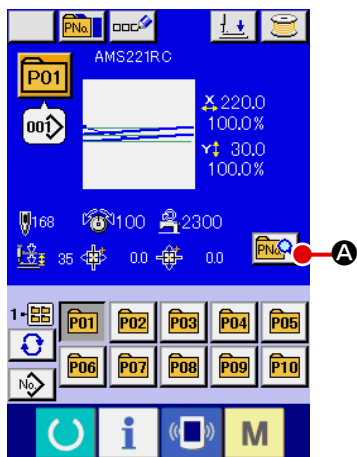 PNo.
AMS221RC
P01
001
X 220.0
100.0%
Y 30.0
100.0%
168 100 2300
PNo.
A
35 0.0 0.0
1-
P01 P02 P03 P04 P05
P06 P07 P08 P09 P10
No.
i M